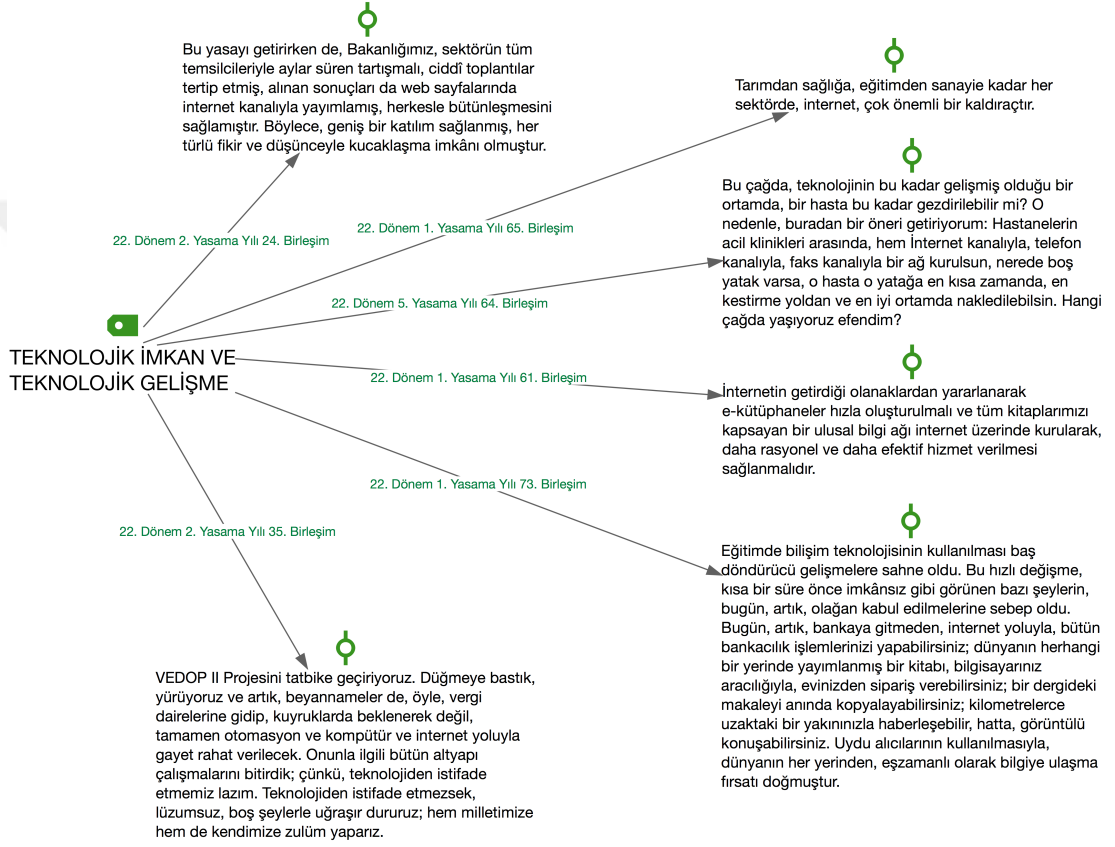 Bu yasayı getirirken de, Bakanlığımız, sektörün tüm
temsilcileriyle aylar süren tartışmalı, ciddî toplantılar
tertip etmiş, alınan sonuçları da web sayfalarında
internet kanalıyla yayımlamış, herkesle bütünleşmesini
sağlamıştır. Böylece, geniş bir katılım sağlanmış, her
türlü fikir ve düşünceyle kucaklaşma imkânı olmuştur.
Tarımdan sağlığa, eğitimden sanayie kadar her
sektörde, internet, çok önemli bir kaldıraçtır.
Bu çağda, teknolojinin bu kadar gelişmiş olduğu bir
ortamda, bir hasta bu kadar gezdirilebilir mi? O
nedenle, buradan bir öneri getiriyorum: Hastanelerin
acil klinikleri arasında, hem İnternet kanalıyla, telefon
kanalıyla, faks kanalıyla bir ağ kurulsun, nerede boş
yatak varsa, o hasta o yatağa en kısa zamanda, en
kestirme yoldan ve en iyi ortamda nakledilebilsin. Hangi
çağda yaşıyoruz efendim?
22. Dönem 2. Yasama Yılı 24. Birleşim
22. Dönem 1. Yasama Yılı 65. Birleşim
22. Dönem 5. Yasama Yılı 64. Birleşim
TEKNOLOJİK İMKAN VE
TEKNOLOJİK GELİŞME
22. Dönem 1. Yasama Yılı 61. Birleşim
İnternetin getirdiği olanaklardan yararlanarak
e-kütüphaneler hızla oluşturulmalı ve tüm kitaplarımızı
kapsayan bir ulusal bilgi ağı internet üzerinde kurularak,
daha rasyonel ve daha efektif hizmet verilmesi
sağlanmalıdır.
22. Dönem 1. Yasama Yılı 73. Birleşim
22. Dönem 2. Yasama Yılı 35. Birleşim
Eğitimde bilişim teknolojisinin kullanılması baş
döndürücü gelişmelere sahne oldu. Bu hızlı değişme,
kısa bir süre önce imkânsız gibi görünen bazı şeylerin,
bugün, artık, olağan kabul edilmelerine sebep oldu.
Bugün, artık, bankaya gitmeden, internet yoluyla, bütün
bankacılık işlemlerinizi yapabilirsiniz; dünyanın herhangi
bir yerinde yayımlanmış bir kitabı, bilgisayarınız
aracılığıyla, evinizden sipariş verebilirsiniz; bir dergideki
makaleyi anında kopyalayabilirsiniz; kilometrelerce
uzaktaki bir yakınınızla haberleşebilir, hatta, görüntülü
konuşabilirsiniz. Uydu alıcılarının kullanılmasıyla,
dünyanın her yerinden, eşzamanlı olarak bilgiye ulaşma
fırsatı doğmuştur.
VEDOP II Projesini tatbike geçiriyoruz. Düğmeye bastık,
yürüyoruz ve artık, beyannameler de, öyle, vergi
dairelerine gidip, kuyruklarda beklenerek değil,
tamamen otomasyon ve kompütür ve internet yoluyla
gayet rahat verilecek. Onunla ilgili bütün altyapı
çalışmalarını bitirdik; çünkü, teknolojiden istifade
etmemiz lazım. Teknolojiden istifade etmezsek,
lüzumsuz, boş şeylerle uğraşır dururuz; hem milletimize
hem de kendimize zulüm yaparız.